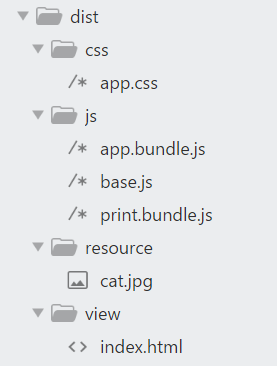 dist
css
/* app.css
js
/* app.bundle.js
/* base.js
/* print.bundle.js
resource
cat.jpg
view
<> index.html